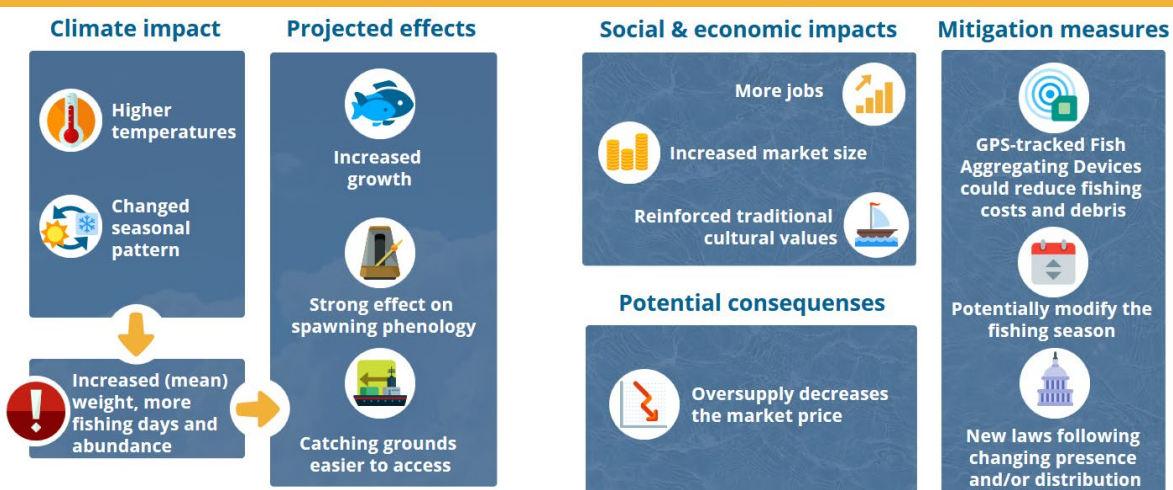 Climate impact
Higher
temperatures
Changed
seasonal
pattern
Increased (mean)
weight, more
fishing days and
abundance
Projected effects
Increased
growth
Strong effect on
spawning phenology
Catching grounds
easier to access
Social & economic impacts
More jobs
Increased market size
Reinforced traditional
cultural values
Potential consequenses
Oversupply decreases
the market price
Mitigation measures
GPS-tracked Fish
Aggregating Devices
could reduce fishing
costs and debris
Potentially modify the
fishing season
New laws following
changing presence
and/or distribution